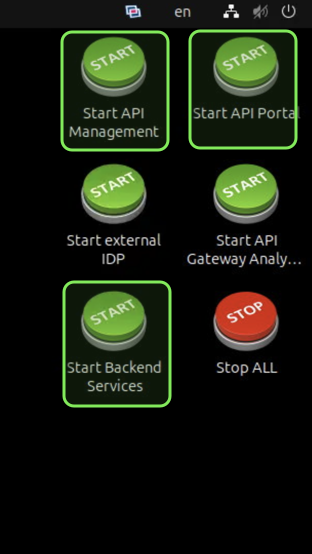 en
START
START
Start API
Management
Start API Portal
START
START
Start external
IDP
Start API
Gateway Analy...
START
STOP
Start Backend
Services
Stop ALL